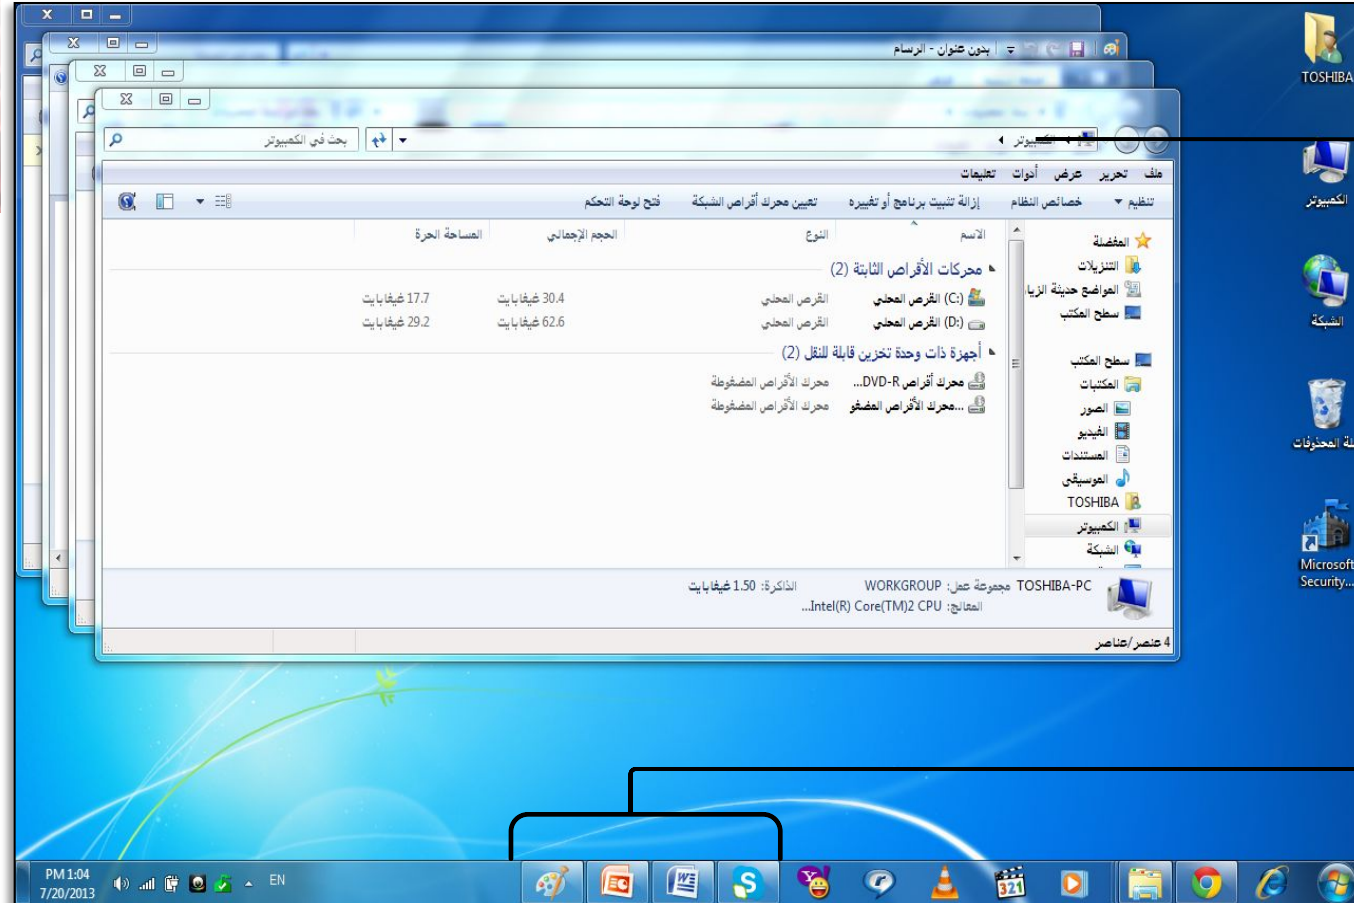 بدون عنوان - الرسام
TOSHIBA
الكمبيوتر
بحث في الكمبيوتر
ملف تحرير عرض أدوات تعليمات
تنظيم خصائص النظام إزالة تثبيت برنامج أو تغييره تعيين محرك أقراص الشبكة فتح لوحة التحكم
الاسم النوع الحجم الإجمالي المساحة الحرة
المفضلة
التنزيلات
المواضع حديثة الزيا
سطح المكتب
سطح المكتب
المكتبات
الصور
الفيديو
المستندات
الموسيقى
TOSHIBA
الكمبيوتر
الشبكة
محركات الأقراص الثابتة (2)
القرص المحلي (C:) القرص المحلي 30.4 غيغابايت 17.7 غيغابايت
القرص المحلي (D:) القرص المحلي 62.6 غيغابايت 29.2 غيغابايت
أجهزة ذات وحدة تخزين قابلة للنقل (2)
محرك أقراص DVD-R... محرك الأقراص المضغوطة
محرك الأقراص المضغو... محرك الأقراص المضغوطة
TOSHIBA-PC مجموعة عمل: WORKGROUP الذاكرة: 1.50 غيغابايت
المعالج: Intel(R) Core(TM)2 CPU...
4 عنصر/عناصر
الكمبيوتر
الشبكة
لة المحذوفات
Microsoft
Security...
321
EN
PM 1:04
7/20/2013